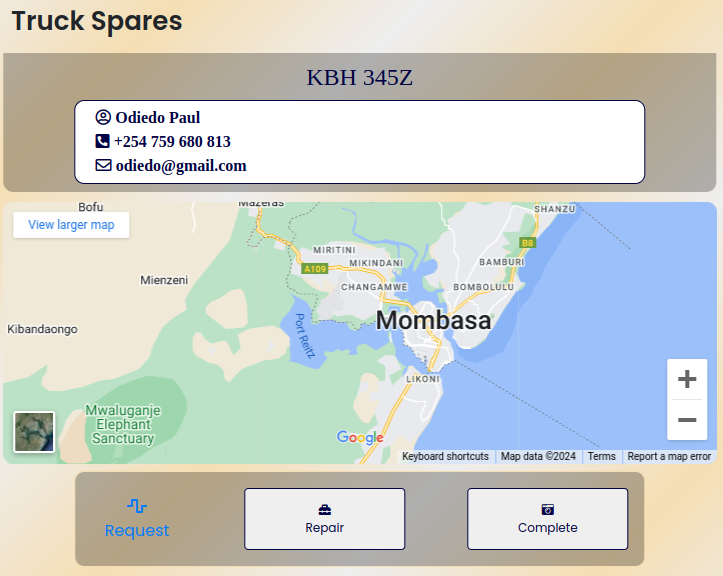 Truck Spares
KBH 345Z
Odiedo Paul
+254 759 680 813
odiedo@gmail.com
Bofu
Mazeras
SHANZU
View larger map
B8
MIRITINI
MIKINDANI
BAMBURI
A109
Mienzeni
CHANGAMWE
BOMBOLULU
Mombasa
Kibandaongo
Port Reitz
LIKONI
Mwaluganje
Elephant
Sanctuary
Google
Keyboard shortcuts
Map data ©2024
Terms
Report a map error
Request
Repair
Complete